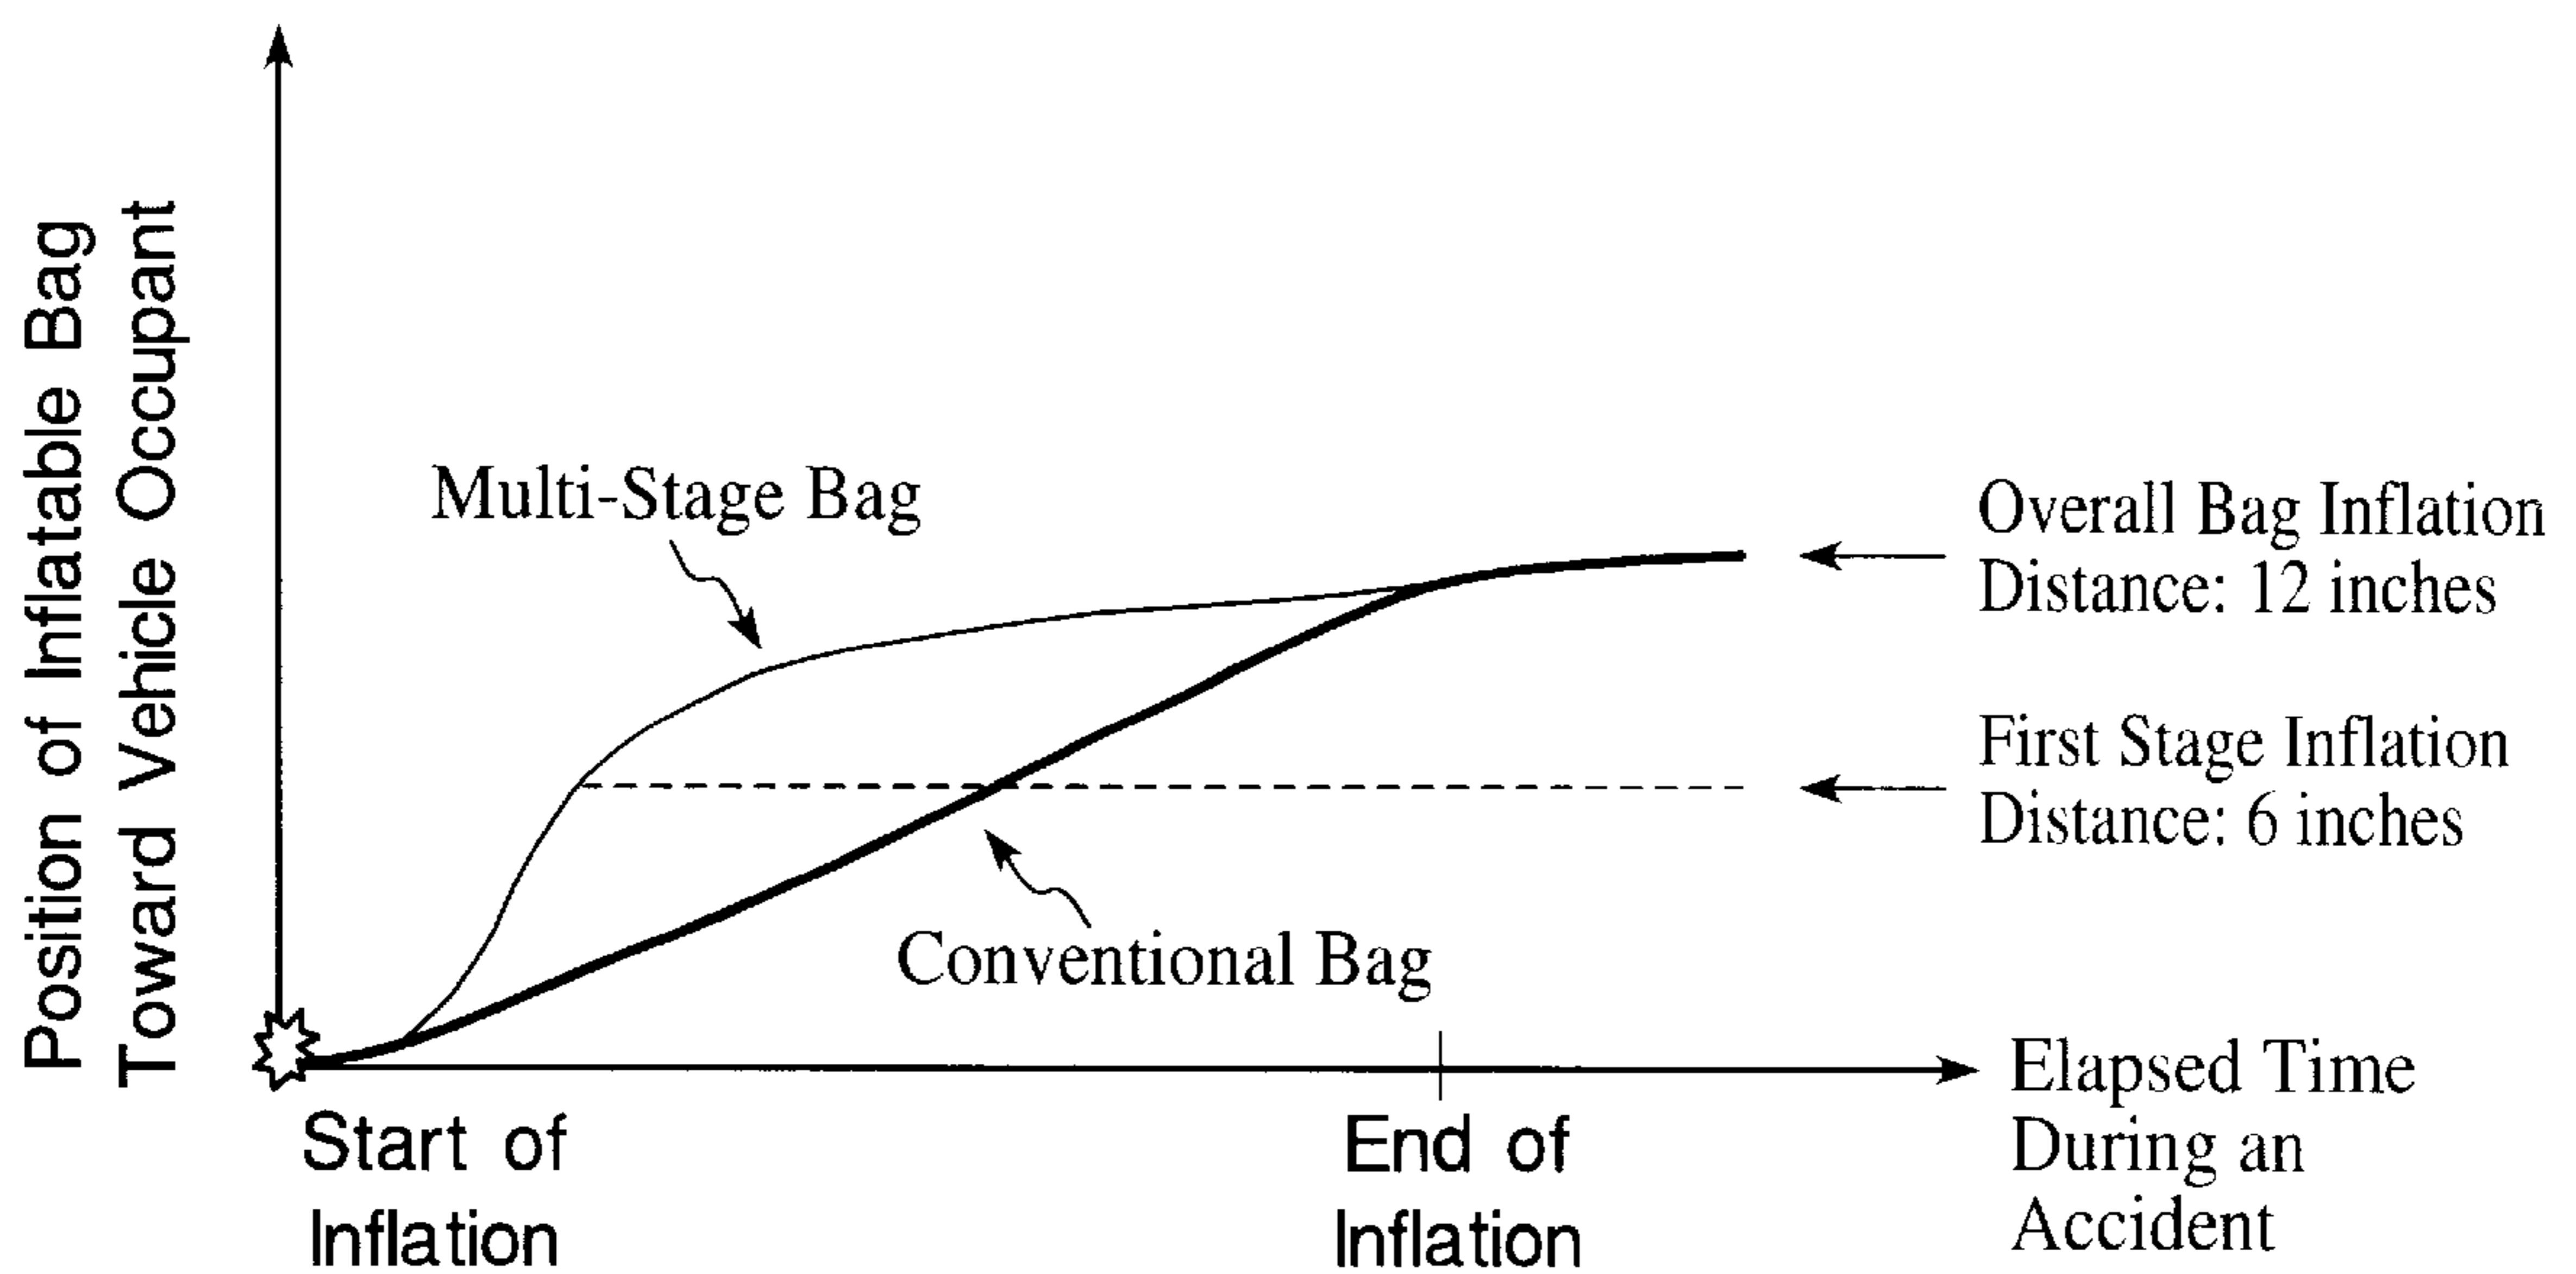 Position of Inflatable Bag
Toward Vehicle Occupant
Multi-Stage Bag
Overall Bag Inflation
Distance: 12 inches
First Stage Inflation
Distance: 6 inches
Conventional Bag
Start of
Inflation
End of
Inflation
Elapsed Time
During an
Accident